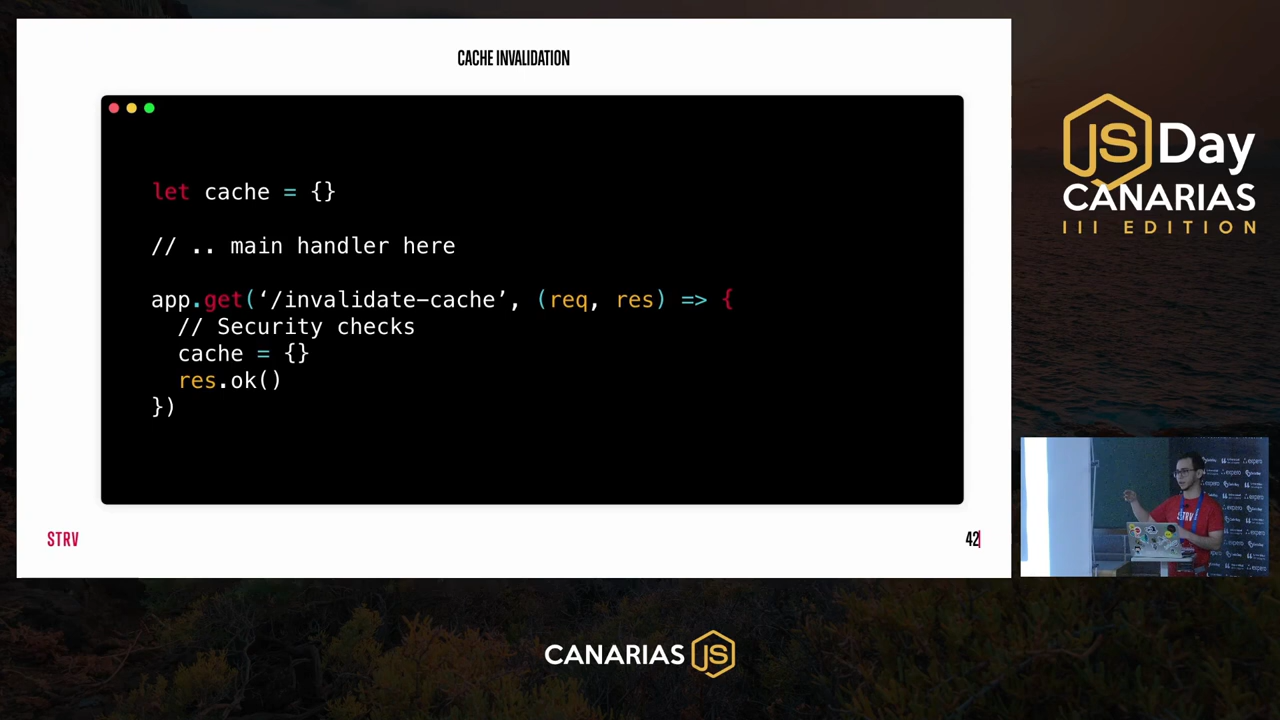 CACHE INVALIDATION
let cache = {}
// .. main handler here
app.get(‘/invalidate-cache’, (req, res) => {
// Security checks
cache = {}
res.ok()
})
STRV
42
JS Day
CANARIAS
III EDITION
STRV
CANARIAS JS